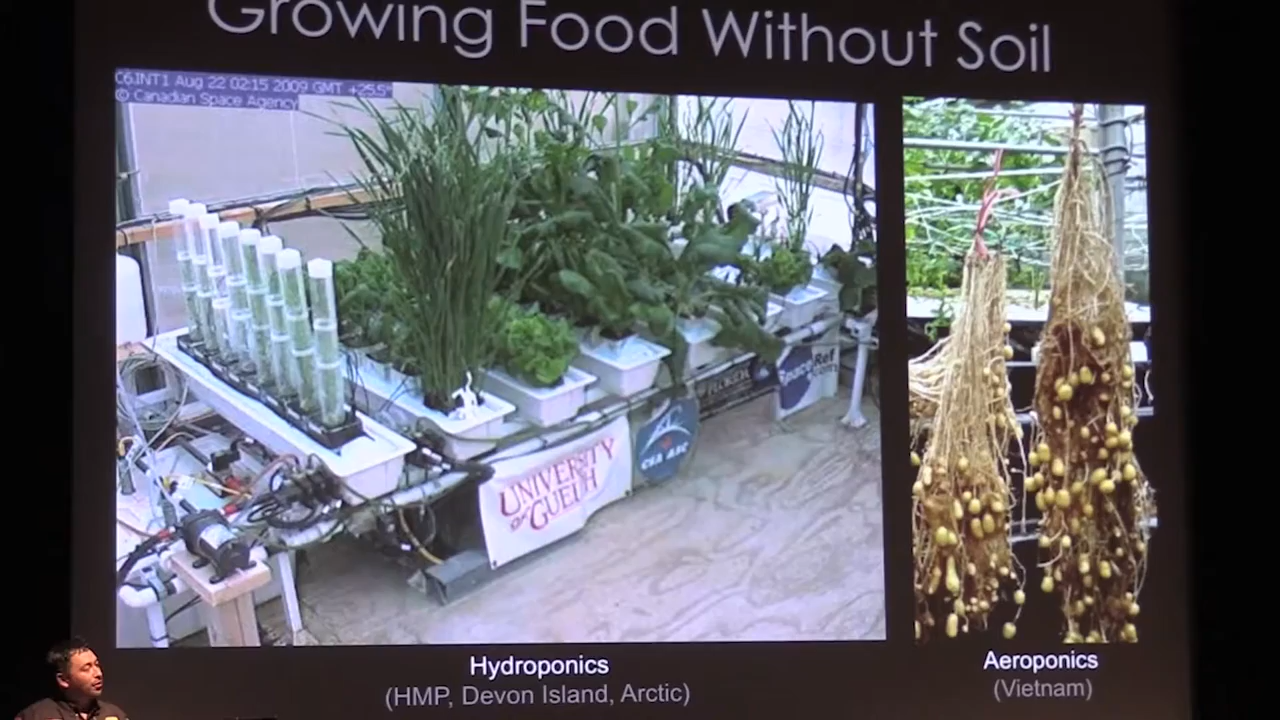 Growing Food Without Soil
C6.INT1 Aug 22 02:15 2009 GMT +25.5°
© Canadian Space Agency
UNIVERSITY
OF GUELPH
CSA ASC
SpaceRef
.com
Hydroponics
(HMP, Devon Island, Arctic)
Aeroponics
(Vietnam)